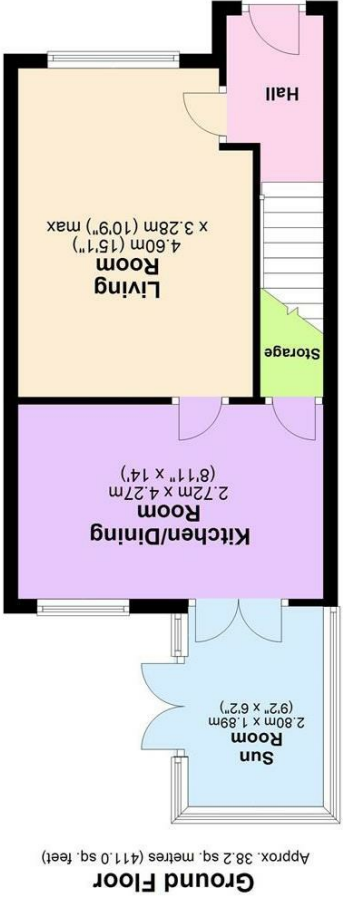 Ground Floor
Approx. 38.2 sq. metres (411.0 sq. feet)
Sun
Room
2.80m x 1.89m
(9'2" x 6'2")
Kitchen/Dining
Room
2.72m x 4.27m
(8'11" x 14')
Storage
Living
Room
4.60m (15'1")
x 3.28m (10'9") max
Hall